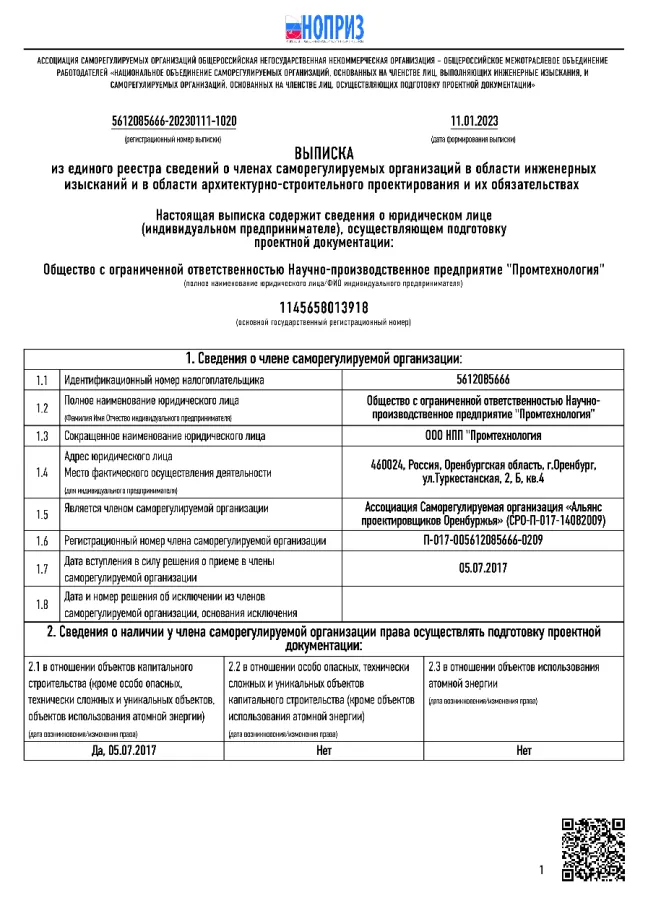 НОПРИЗ
АССОЦИАЦИЯ САМОРЕГУЛИРУЕМЫХ ОРГАНИЗАЦИЙ ОБЩЕРОССИЙСКАЯ НЕГОСУДАРСТВЕННАЯ НЕКОММЕРЧЕСКАЯ ОРГАНИЗАЦИЯ – ОБЩЕРОССИЙСКОЕ МЕЖОТРАСЛЕВОЕ ОБЪЕДИНЕНИЕ
РАБОТОДАТЕЛЕЙ «НАЦИОНАЛЬНОЕ ОБЪЕДИНЕНИЕ САМОРЕГУЛИРУЕМЫХ ОРГАНИЗАЦИЙ, ОСНОВАННЫХ НА ЧЛЕНСТВЕ ЛИЦ, ВЫПОЛНЯЮЩИХ ИНЖЕНЕРНЫЕ ИЗЫСКАНИЯ, И
САМОРЕГУЛИРУЕМЫХ ОРГАНИЗАЦИЙ, ОСНОВАННЫХ НА ЧЛЕНСТВЕ ЛИЦ, ОСУЩЕСТВЛЯЮЩИХ ПОДГОТОВКУ ПРОЕКТНОЙ ДОКУМЕНТАЦИИ»
5612085666-20230111-1020 11.01.2023
(регистрационный номер выписки) (дата формирования выписки)
ВЫПИСКА
из единого реестра сведений о членах саморегулируемых организаций в области инженерных
изысканий и в области архитектурно-строительного проектирования и их обязательствах
Настоящая выписка содержит сведения о юридическом лице
(индивидуальном предпринимателе), осуществляющем подготовку
проектной документации:
Общество с ограниченной ответственностью Научно-производственное предприятие "Промтехнология"
(полное наименование юридического лица/ФИО индивидуального предпринимателя)
1145658013918
(основной государственный регистрационный номер)
1. Сведения о члене саморегулируемой организации:
1.1 Идентификационный номер налогоплательщика 5612085666
1.2 Полное наименование юридического лица
(Фамилия Имя Отчество индивидуального предпринимателя)
Общество с ограниченной ответственностью Научно-
производственное предприятие "Промтехнология"
1.3 Сокращенное наименование юридического лица ООО НПП "Промтехнология
1.4 Адрес юридического лица
Место фактического осуществления деятельности
(для индивидуального предпринимателя)
460024, Россия, Оренбургская область, г.Оренбург,
ул.Туркестанская, 2, Б, кв.4
1.5 Является членом саморегулируемой организации
Ассоциация Саморегулируемая организация «Альянс
проектировщиков Оренбуржья» (СРО-П-017-14082009)
1.6 Регистрационный номер члена саморегулируемой организации П-017-005612085666-0209
1.7 Дата вступления в силу решения о приеме в члены
саморегулируемой организации
05.07.2017
1.8 Дата и номер решения об исключении из членов
саморегулируемой организации, основания исключения
2. Сведения о наличии у члена саморегулируемой организации права осуществлять подготовку проектной
документации:
2.1 в отношении объектов капитального
строительства (кроме особо опасных,
технически сложных и уникальных объектов,
объектов использования атомной энергии)
(дата возникновения/изменения права)
2.2 в отношении особо опасных, технически
сложных и уникальных объектов
капитального строительства (кроме объектов
использования атомной энергии)
(дата возникновения/изменения права)
2.3 в отношении объектов использования
атомной энергии
(дата возникновения/изменения права)
Да, 05.07.2017 Нет Нет
1